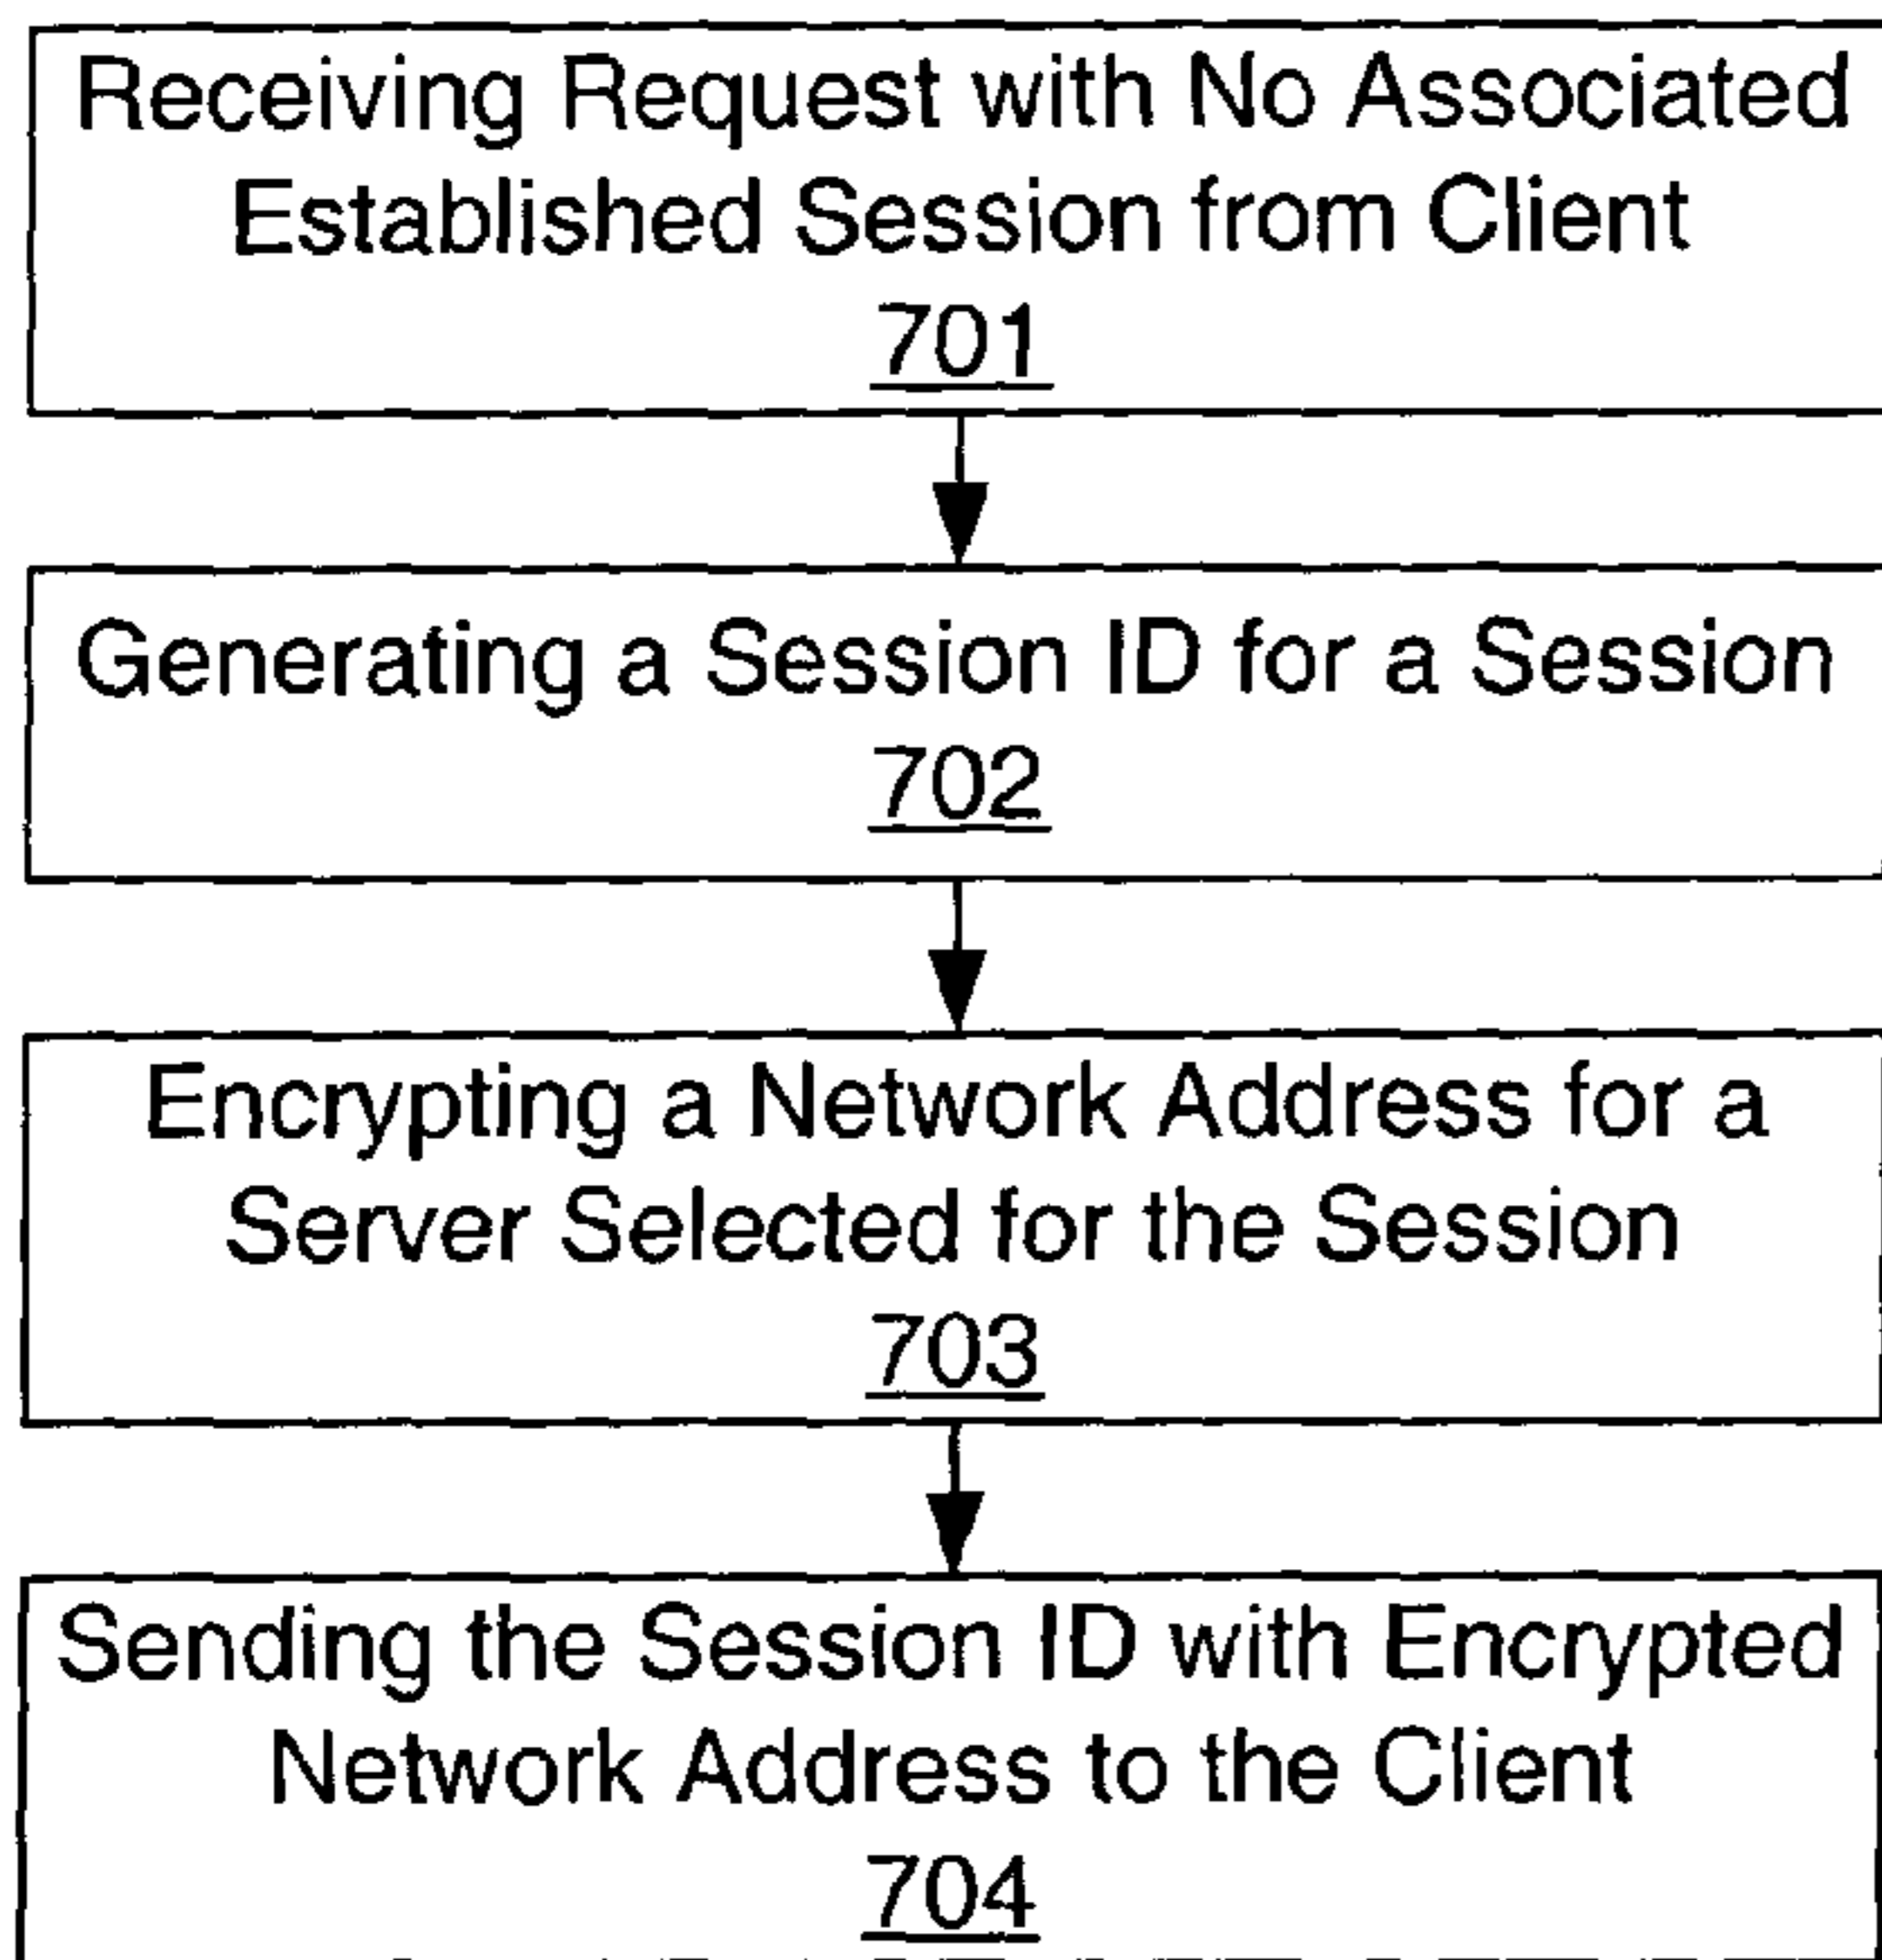 Receiving Request with No Associated
Established Session from Client
701
Generating a Session ID for a Session
702
Encrypting a Network Address for a
Server Selected for the Session
703
Sending the Session ID with Encrypted
Network Address to the Client
704